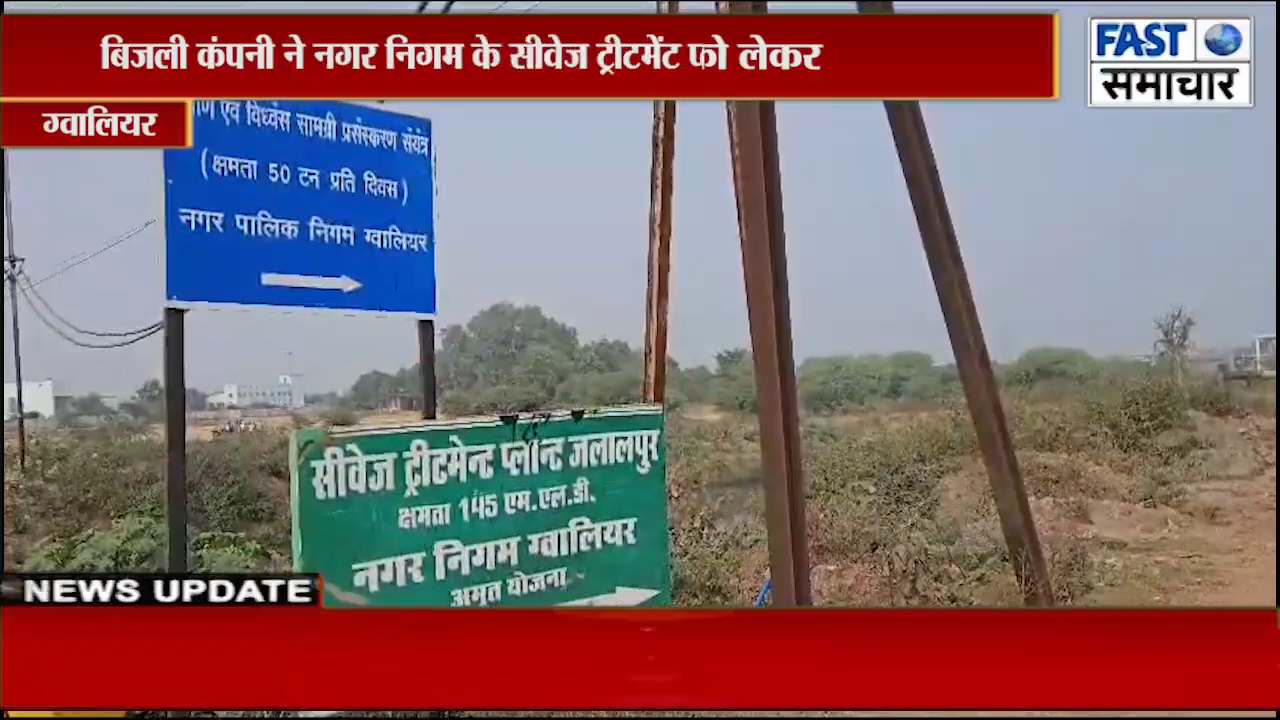 बिजली कंपनी ने नगर निगम के सीवेज ट्रीटमेंट फो लेकर
FAST
समाचार
ग्वालियर
एवं विध्वंस सामग्री प्रसंस्करण संयंत्र
(क्षमता 50 टन प्रति दिवस)
नगर पालिक निगम ग्वालियर
सीवेज ट्रीटमेन्ट प्लान्ट जलालपुर
क्षमता 145 एम.एल.डी.
नगर निगम ग्वालियर
अमृत योजना
NEWS UPDATE